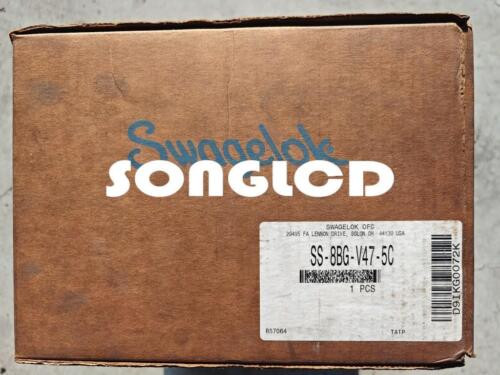 Swagelok
SONGLCD
SWAGELOK OFC
29495 FA LENNON DRIVE, SOLON OH 44139 USA
SS-8BG-V47-5C
1 PCS
R57064
TATP
D9IKG0072K